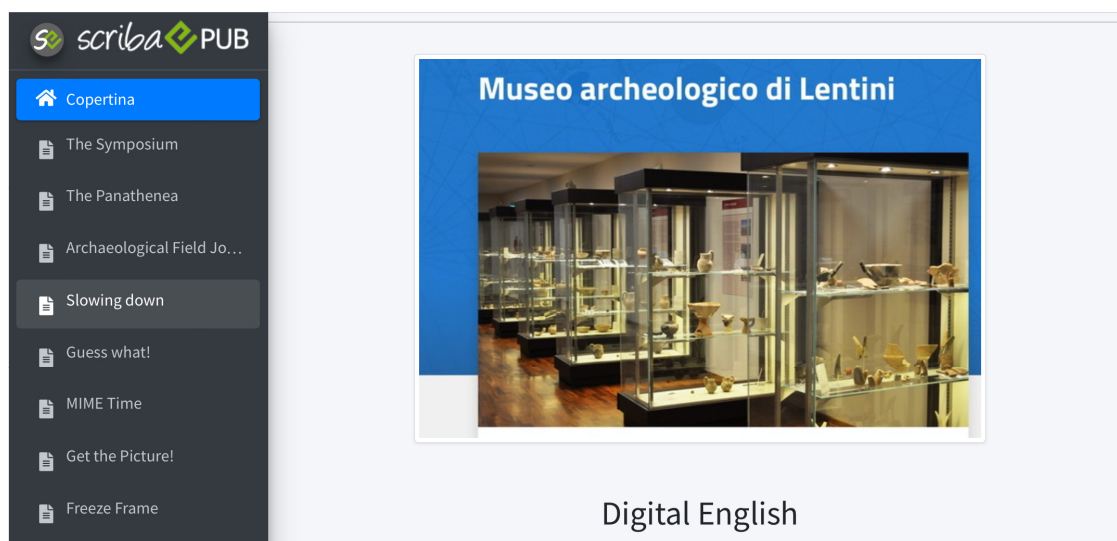 Se scriba e PUB
Copertina
The Symposium
The Panathenea
Archaeological Field Jo...
Slowing down
Guess what!
MIME Time
Get the Picture!
Freeze Frame
Museo archeologico di Lentini
Digital English